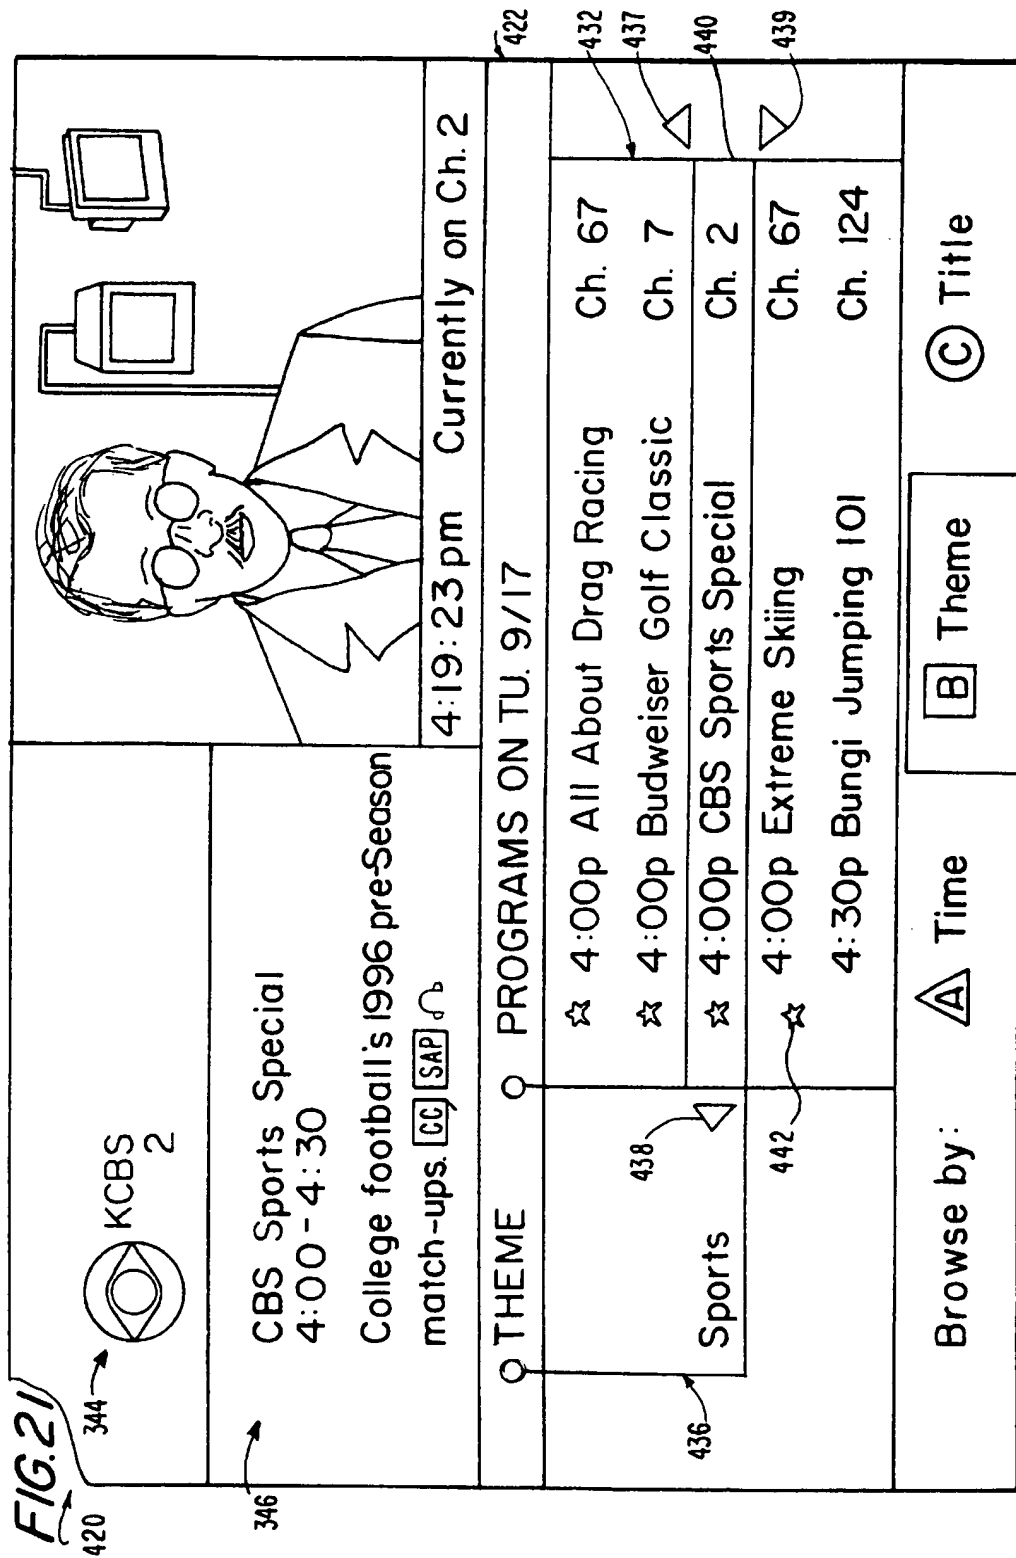 FIG. 21
420
344
KCBS
2
346
CBS Sports Special
4:00-4:30
College football's 1996 pre-Season
match-ups. CC SAP
4:19:23 pm Currently on Ch. 2
422
THEME
PROGRAMS ON TU. 9/17
432
437
440
439
4:00p All About Drag Racing Ch. 67
4:00p Budweiser Golf Classic Ch. 7
438
436
Sports
4:00p CBS Sports Special Ch. 2
442
4:00p Extreme Skiing Ch. 67
4:30p Bungi Jumping 101 Ch. 124
Browse by: A Time B Theme C Title